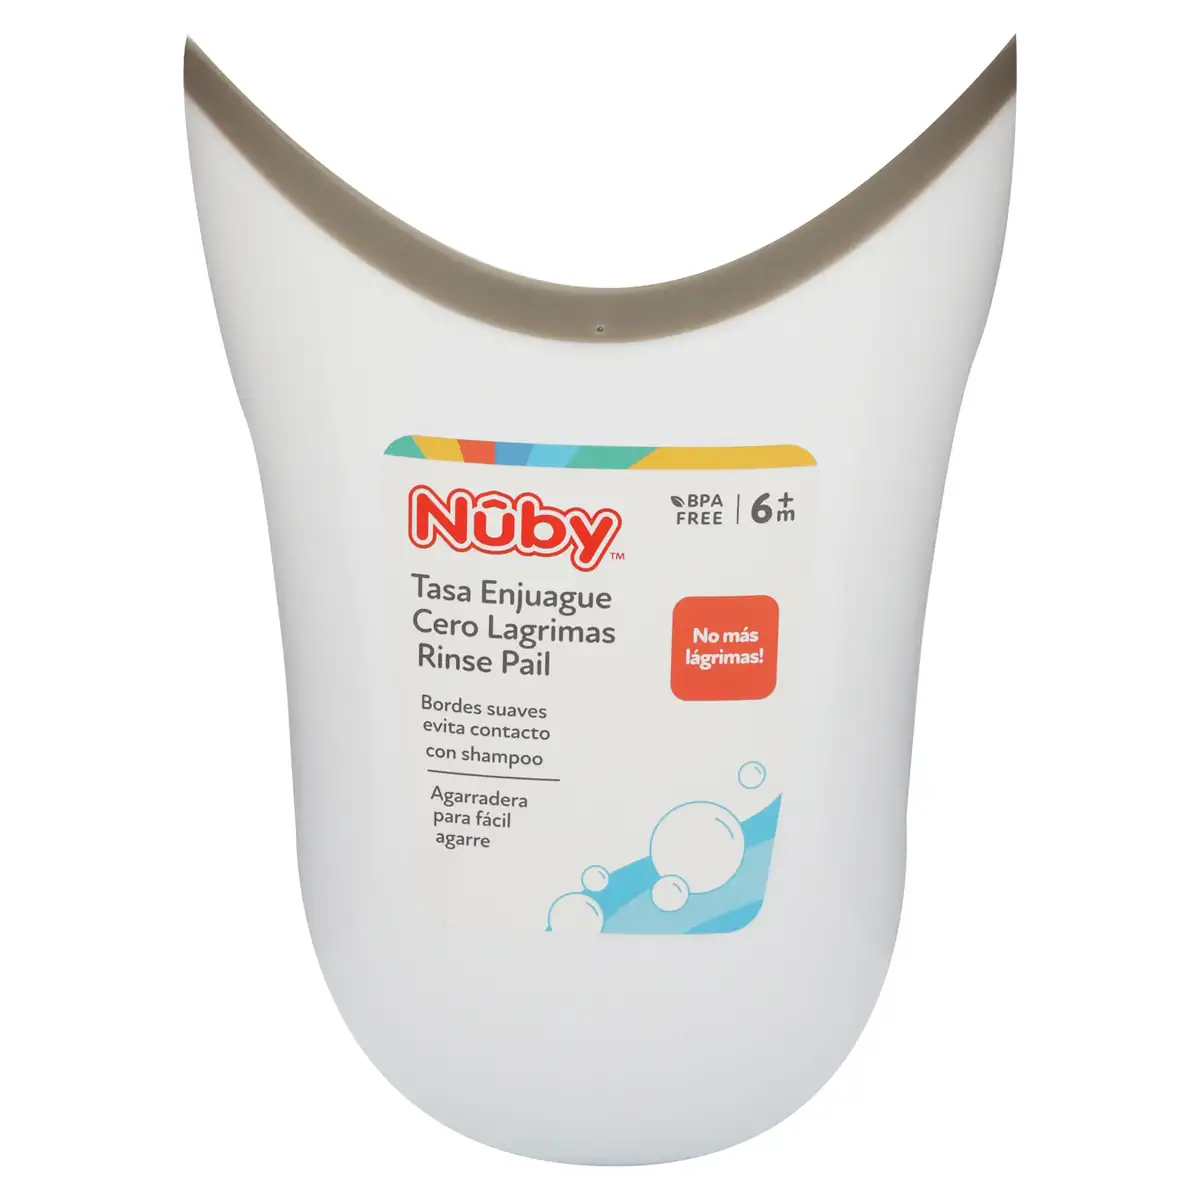 Nûby™
BPA
FREE
6+
m
Tasa Enjuague
Cero Lagrimas
Rinse Pail
No más
lágrimas!
Bordes suaves
evita contacto
con shampoo
Agarradera
para fácil
agarre